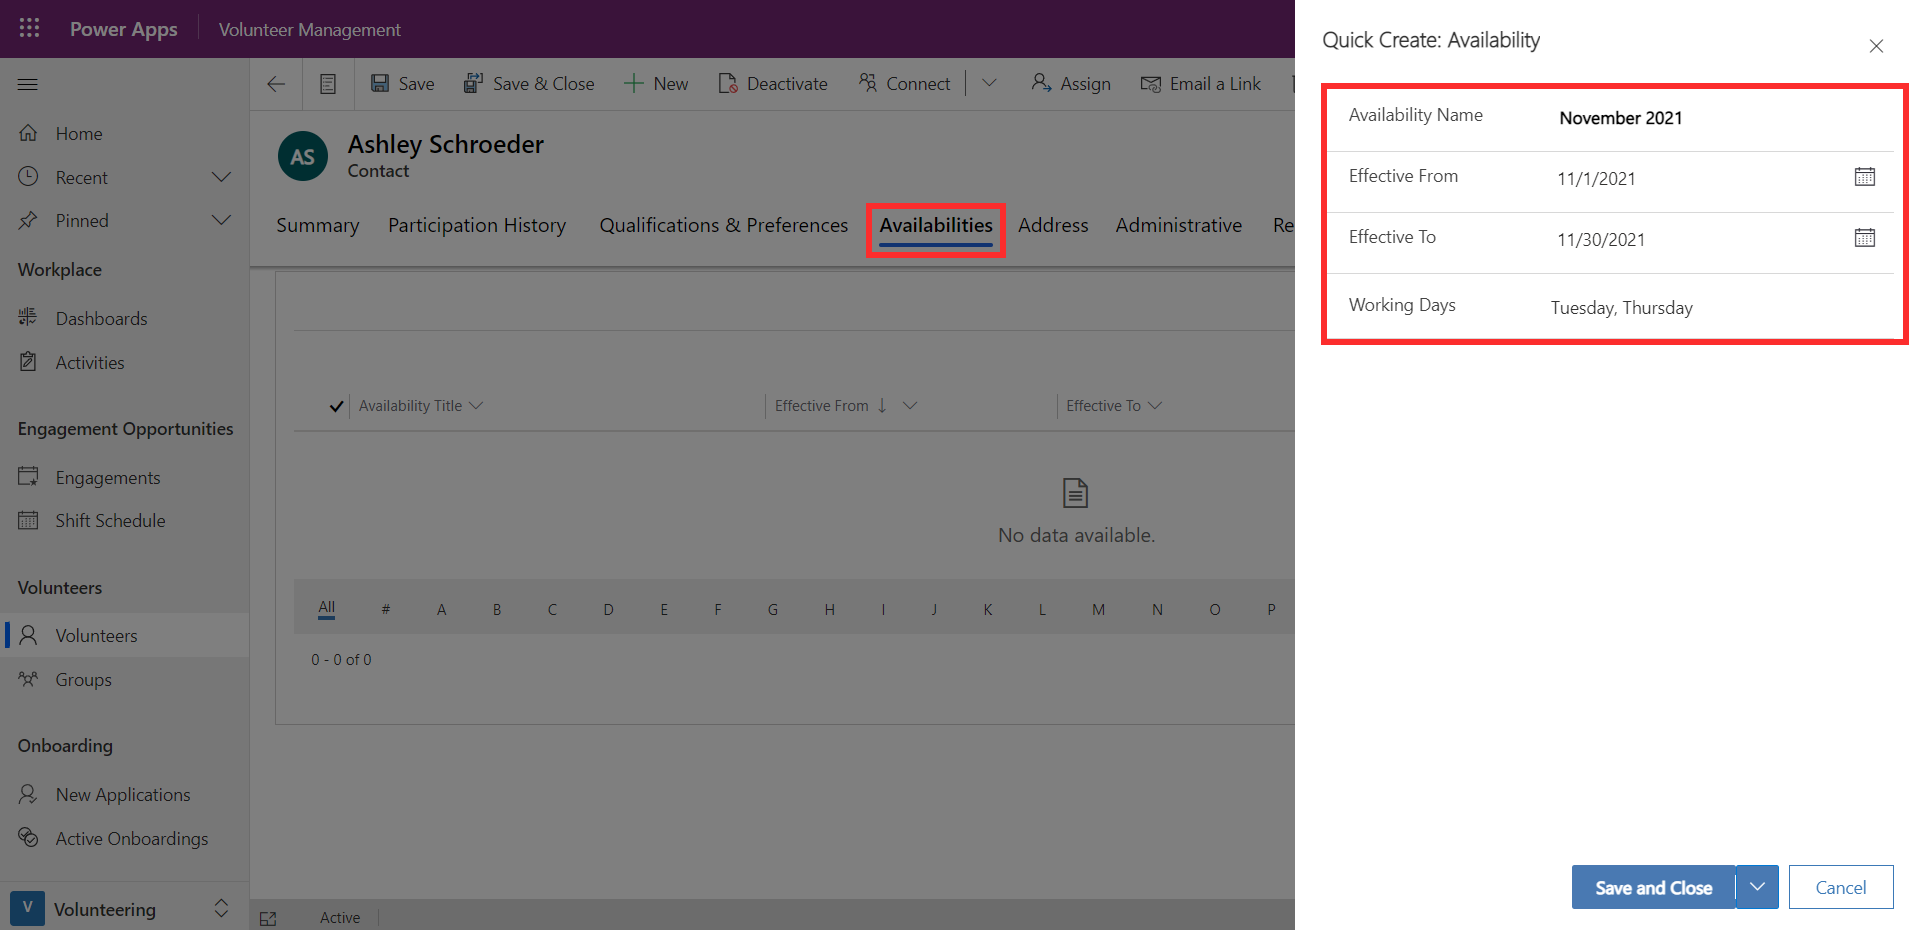 Power Apps
Volunteer Management
Home
Recent
Pinned
Workplace
Dashboards
Activities
Engagement Opportunities
Engagements
Shift Schedule
Volunteers
Volunteers
Groups
Onboarding
New Applications
Active Onboardings
V Volunteering
Save Save & Close New Deactivate Connect Assign Email a Link
AS
Ashley Schroeder
Contact
Summary Participation History Qualifications & Preferences Availabilities Address Administrative Re
Availability Title Effective From Effective To
No data available.
All # A B C D E F G H I J K L M N O P
0 - 0 of 0
Active
Quick Create: Availability
Availability Name November 2021
Effective From 11/1/2021
Effective To 11/30/2021
Working Days Tuesday, Thursday
Save and Close Cancel